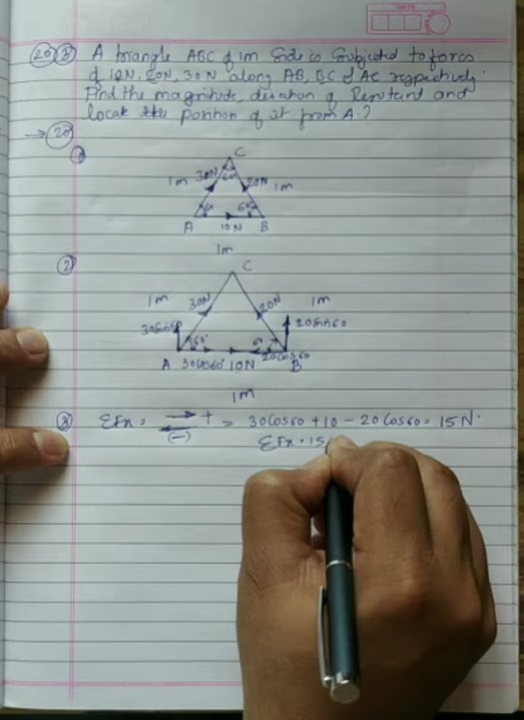 DATE
20 3 A triangle ABC of 1m Side is Subjected to forces
of 10N, 20N, 30N along AB, BC & AC respectively.
Find the magnitude, direction of Resultant and
locate the position of it from A?
→ 20
1
C
1m 30N 60 20N 1m
60 60
A 10N B
1m
2
C
1m 30N 20N 1m
30sin60 20sin60
60° 60
A 30cos60° 10N 20cos60 B
1m
3 ΣFx = → + ← (-) = 30Cos60 + 10 - 20Cos60 = 15N.
ΣFx = 15